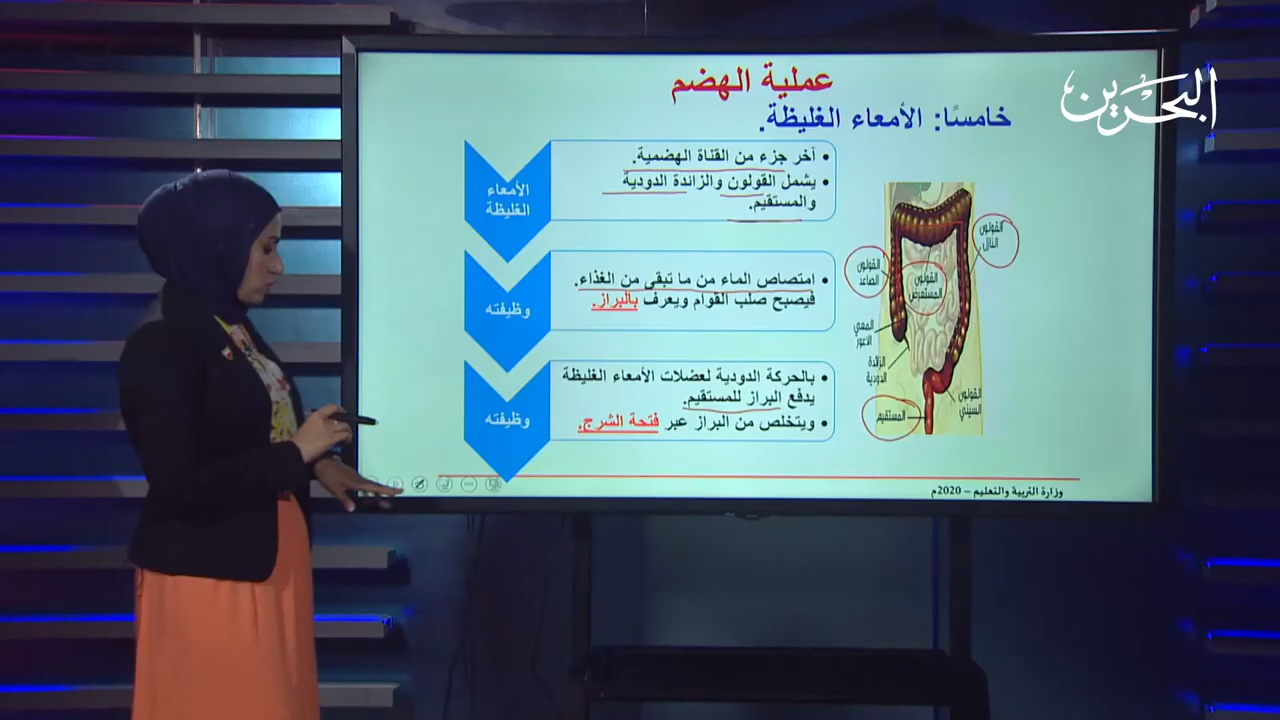 البحرين
عملية الهضم
خامسًا: الأمعاء الغليظة.
الأمعاء
الغليظة
• آخر جزء من القناة الهضمية.
• يشمل القولون والزائدة الدودية
والمستقيم.
وظيفته
• إمتصاص الماء من ما تبقى من الغذاء.
فيصبح صلب القوام ويعرف بالبراز.
وظيفته
• بالحركة الدودية لعضلات الأمعاء الغليظة
يدفع البراز للمستقيم.
• ويتخلص من البراز عبر فتحة الشرج.
القولون
النازل
القولون
الصاعد
القولون
المستعرض
المعي
الاعور
الزائدة
الدودية
القولون
السيني
المستقيم
وزارة التربية والتعليم – 2020م